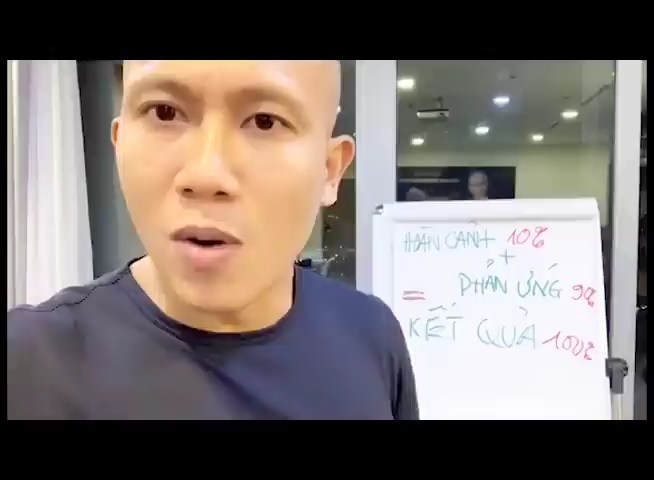 HOÀN CẢNH 10%
+
PHẢN ỨNG 90%
=
KẾT QUẢ 100%